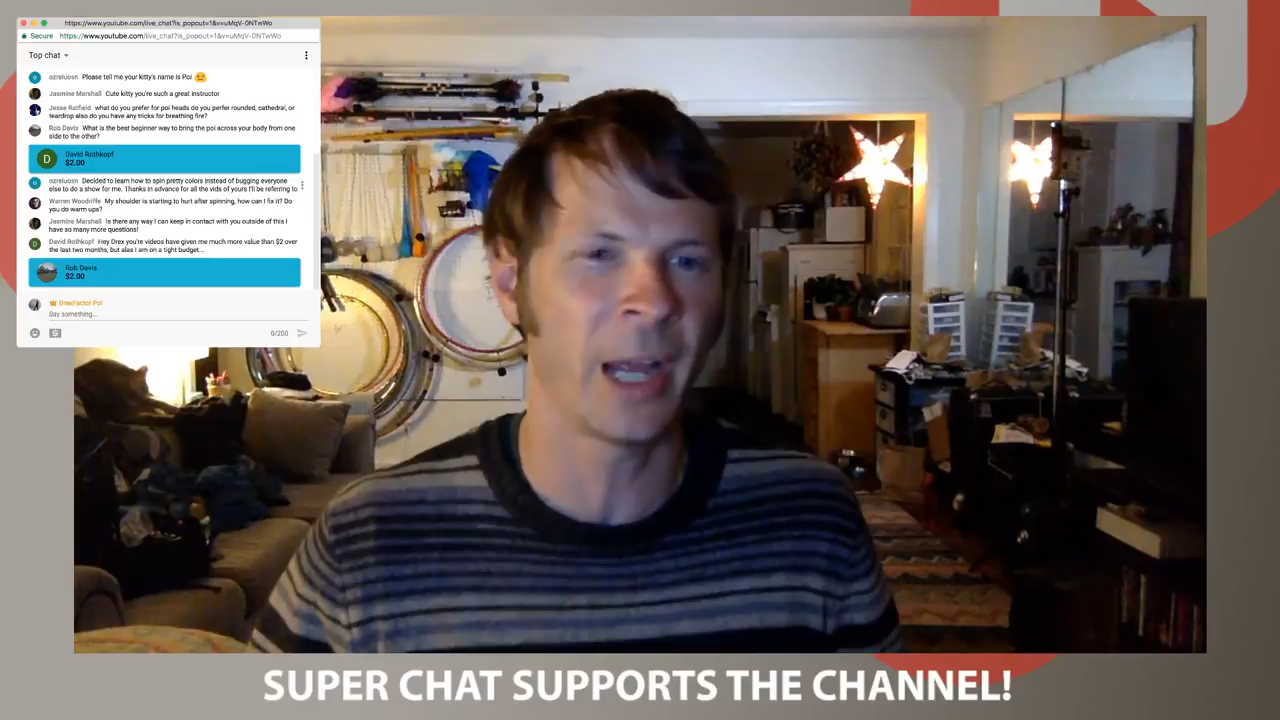 https://www.youtube.com/live_chat?is_popout=1&v=uMqV-0NTwWo
Secure https://www.youtube.com/live_chat?is_popout=1&v=uMqV-0NTwWo
Top chat
ozreiuosn Please tell me your kitty's name is Poi
Jasmine Marshall Cute kitty you're such a great instructor
Jesse Ratfield what do you prefer for poi heads do you perfer rounded, cathedral, or
teardrop also do you have any tricks for breathing fire?
Rob Davis What is the best beginner way to bring the poi across your body from one
side to the other?
D David Rothkopf
$2.00
ozreiuosn Decided to learn how to spin pretty colors instead of bugging everyone
else to do a show for me. Thanks in advance for all the vids of yours I'll be referring to
Warren Woodriffe My shoulder is starting to hurt after spinning, how can I fix it? Do
you do warm ups?
Jasmine Marshall Is there any way I can keep in contact with you outside of this I
have so many more questions!
David Rothkopf Hey Drex you're videos have given me much more value than $2 over
the last two months, but alas I am on a tight budget...
Rob Davis
$2.00
DrexFactor Poi
Say something...
0/200
SUPER CHAT SUPPORTS THE CHANNEL!